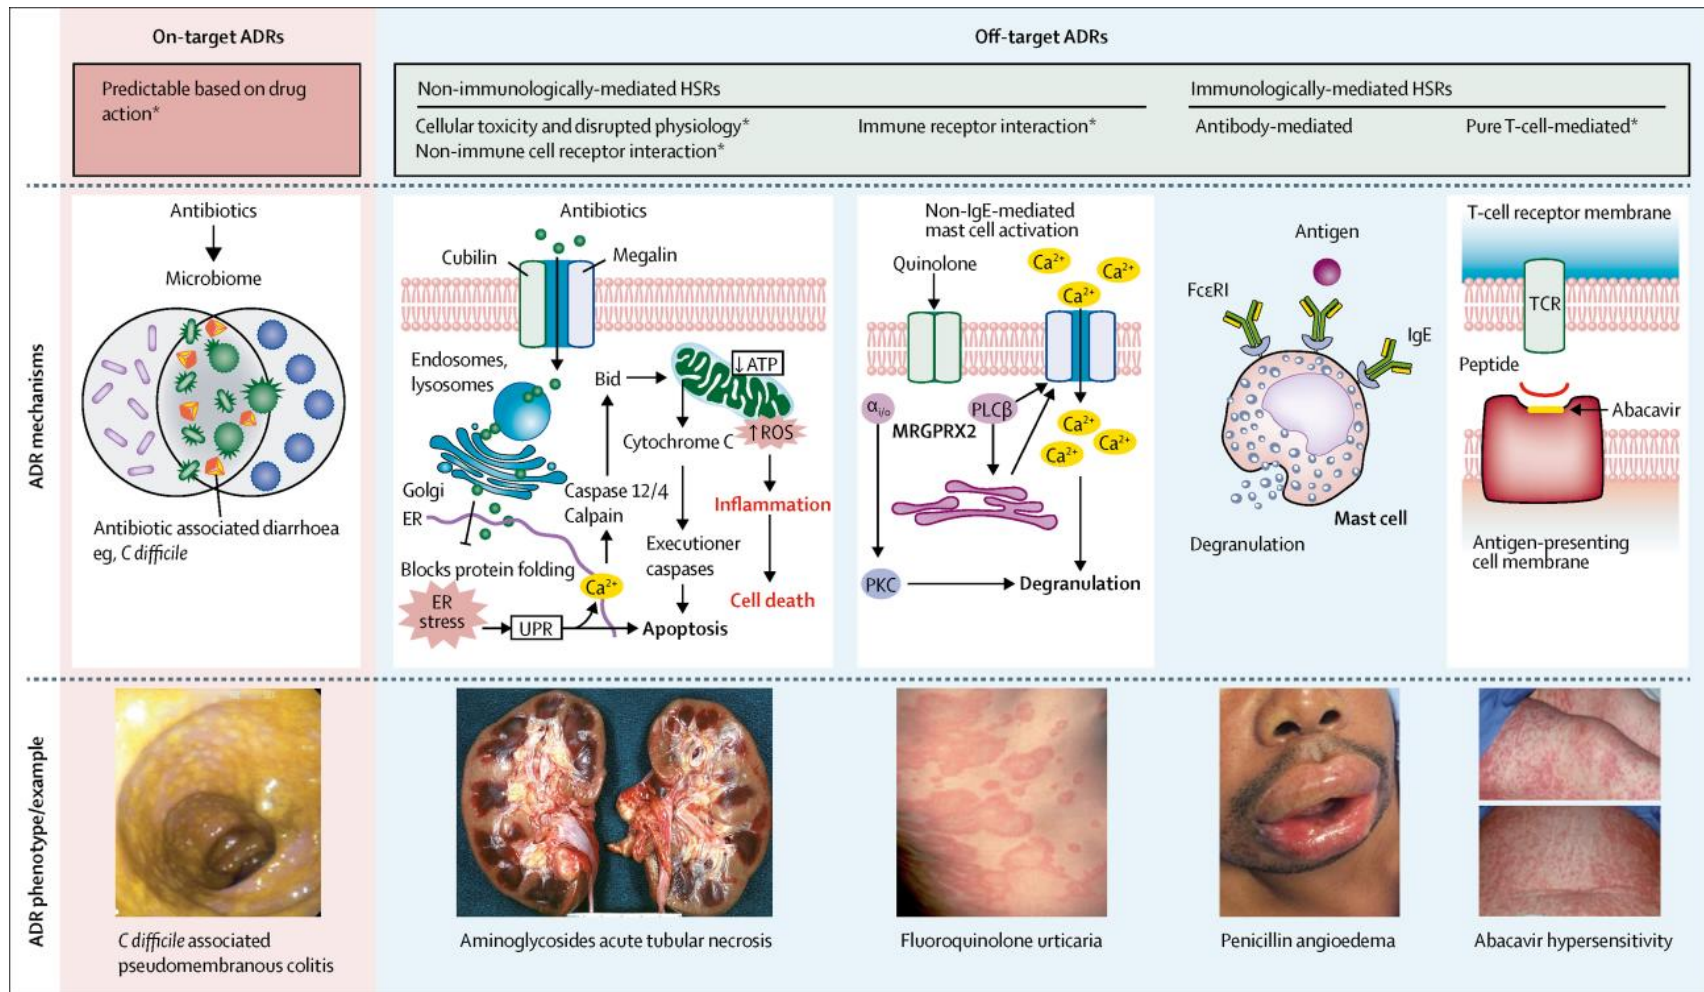 On-target ADRs
Off-target ADRs
Predictable based on drug
action*
Non-immunologically-mediated HSRs
Immunologically-mediated HSRs
Cellular toxicity and disrupted physiology*
Non-immune cell receptor interaction*
Immune receptor interaction*
Antibody-mediated
Pure T-cell-mediated*
ADR mechanisms
Antibiotics
Microbiome
Antibiotic associated diarrhoea
eg, C difficile
Antibiotics
Cubilin
Megalin
Endosomes,
lysosomes
Bid
↓ATP
Cytochrome C
↑ROS
Golgi
ER
Caspase 12/4
Calpain
Inflammation
Blocks protein folding
Ca²⁺
Executioner
caspases
Cell death
ER
stress
UPR
Apoptosis
Non-IgE-mediated
mast cell activation
Quinolone
Ca²⁺
Ca²⁺
Ca²⁺
αi/o
PLCβ
MRGPRX2
Ca²⁺
Ca²⁺
Ca²⁺
PKC
Degranulation
Antigen
FcεRI
IgE
Mast cell
Degranulation
T-cell receptor membrane
TCR
Peptide
Abacavir
Antigen-presenting
cell membrane
ADR phenotype/example
C difficile associated
pseudomembranous colitis
Aminoglycosides acute tubular necrosis
Fluoroquinolone urticaria
Penicillin angioedema
Abacavir hypersensitivity